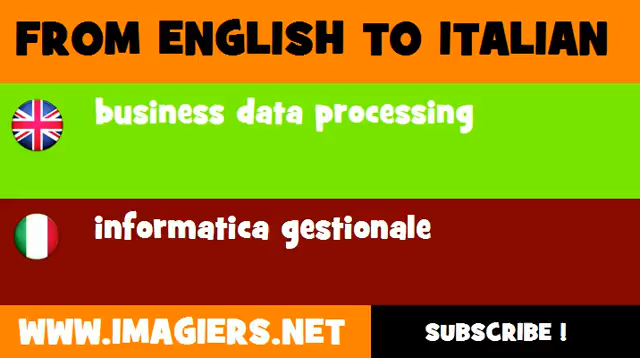 FROM ENGLISH TO ITALIAN
business data processing
informatica gestionale
WWW.IMAGIERS.NET
SUBSCRIBE !